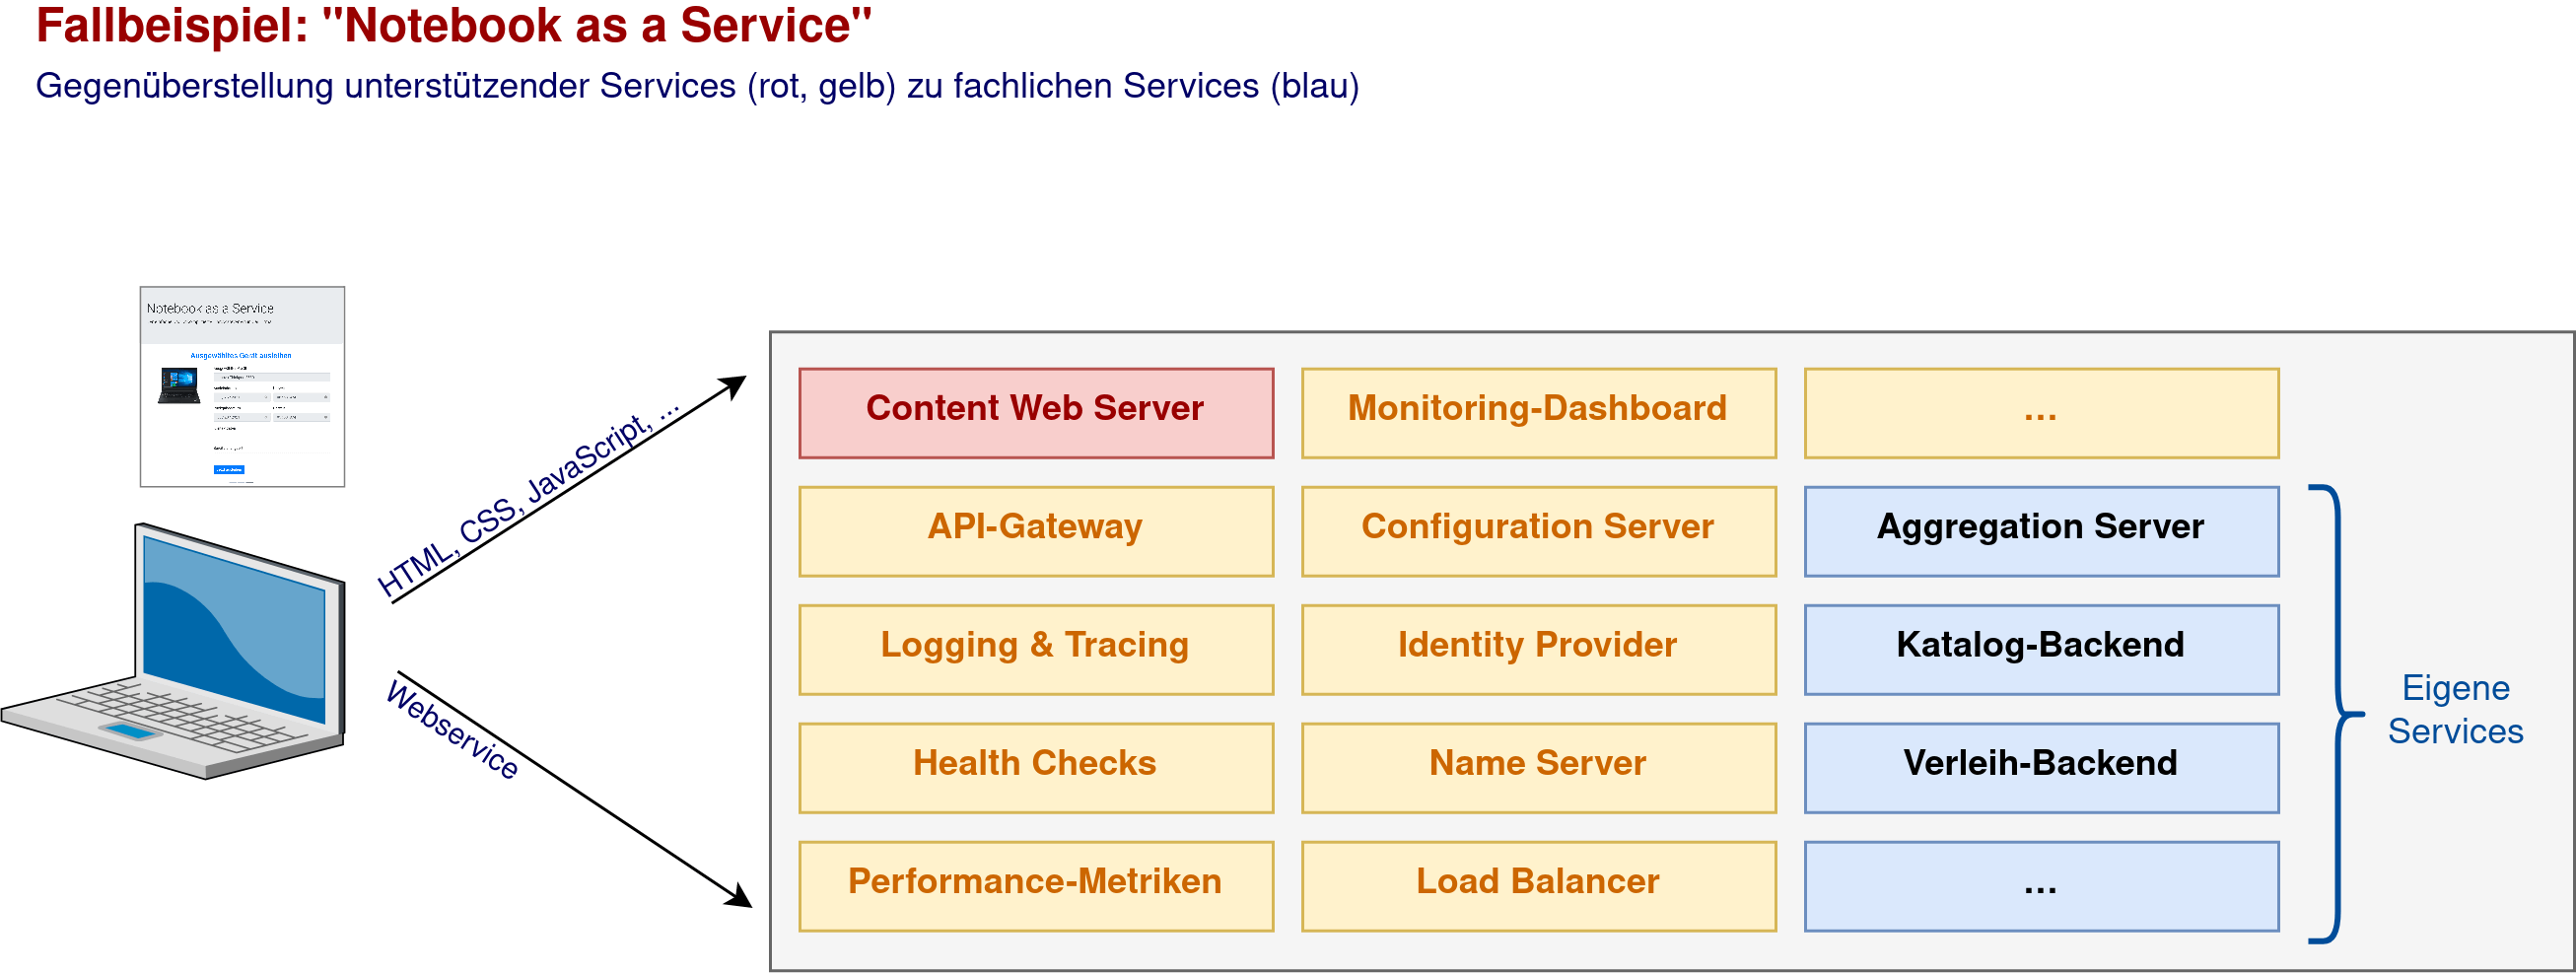 Fallbeispiel: "Notebook as a Service"
Gegenüberstellung unterstützender Services (rot, gelb) zu fachlichen Services (blau)
Notebook as a Service
Ausgewähltes Gerät ausleihen
HTML, CSS, JavaScript, ...
Webservice
Content Web Server
Monitoring-Dashboard
...
API-Gateway
Configuration Server
Aggregation Server
Logging & Tracing
Identity Provider
Katalog-Backend
Health Checks
Name Server
Verleih-Backend
Performance-Metriken
Load Balancer
...
Eigene
Services